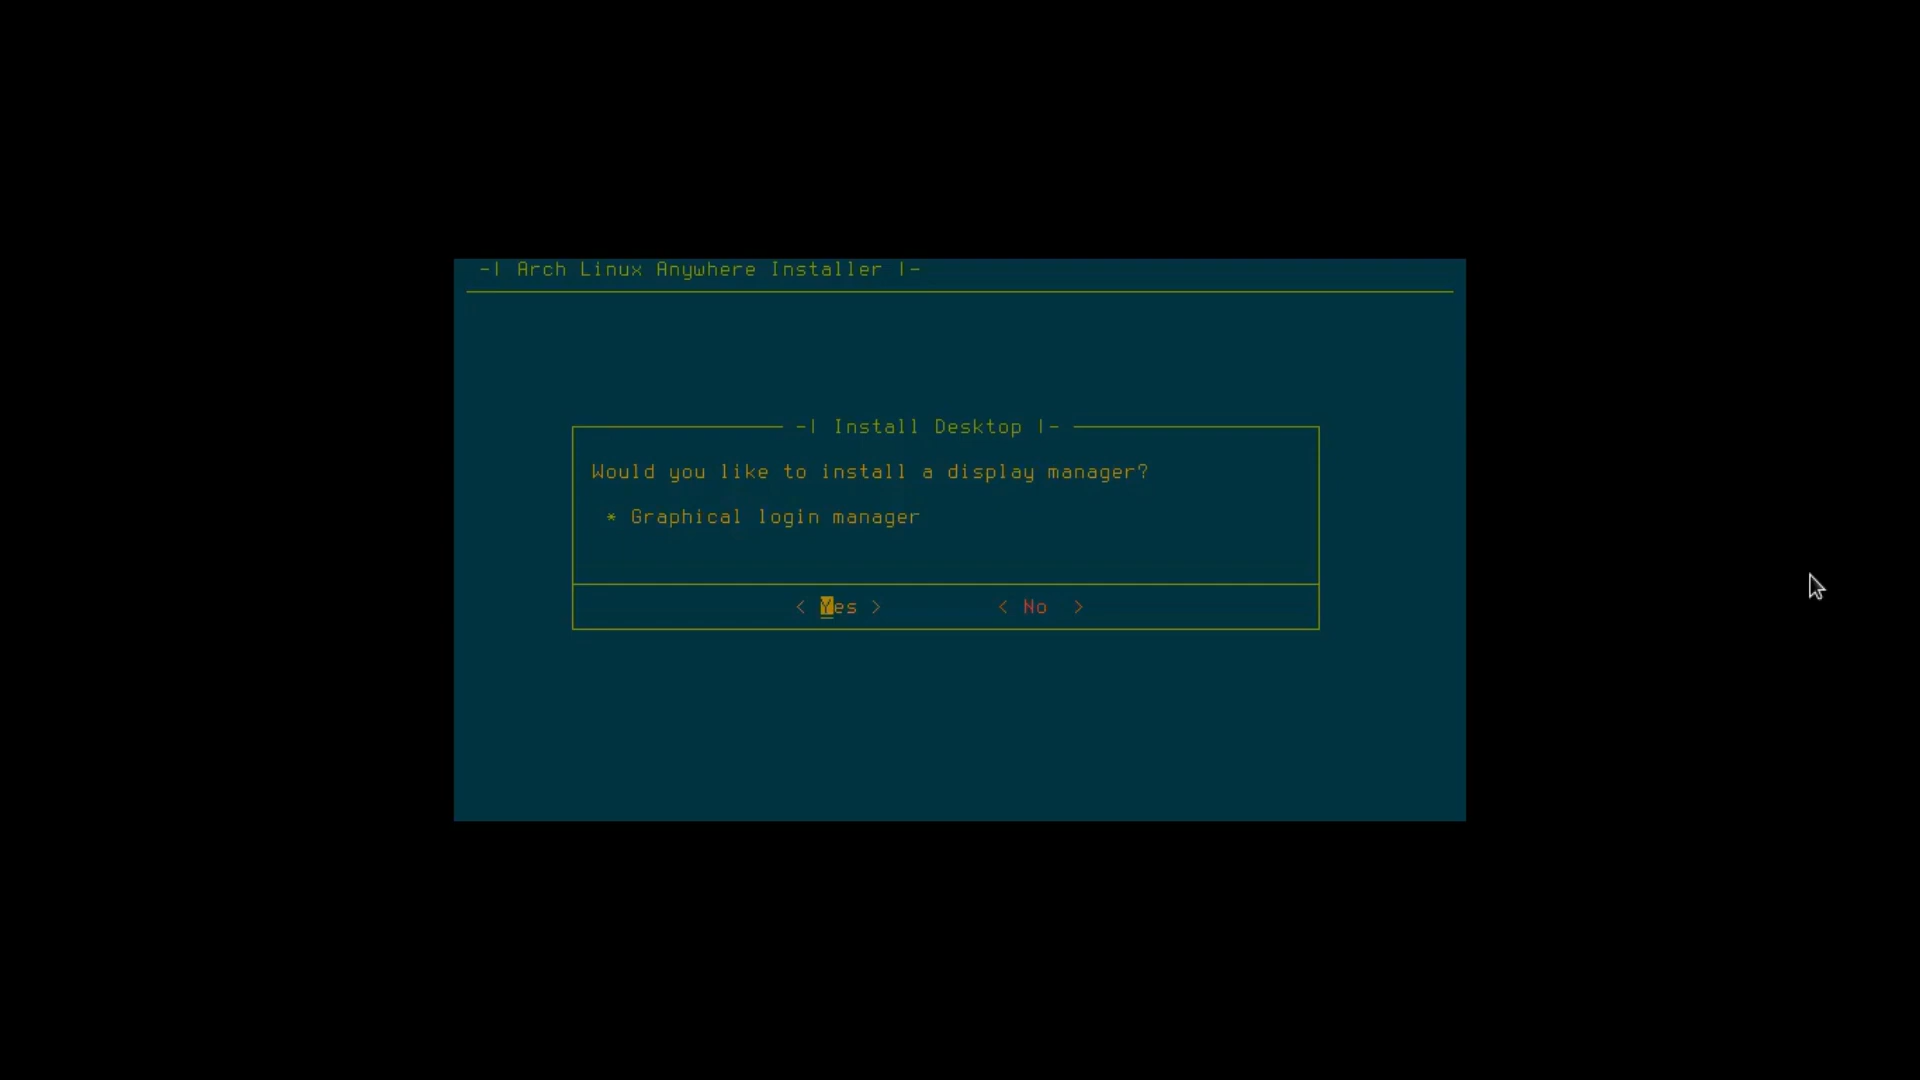 -| Arch Linux Anywhere Installer |-
-| Install Desktop |-
Would you like to install a display manager?
* Graphical login manager
< Yes > < No >